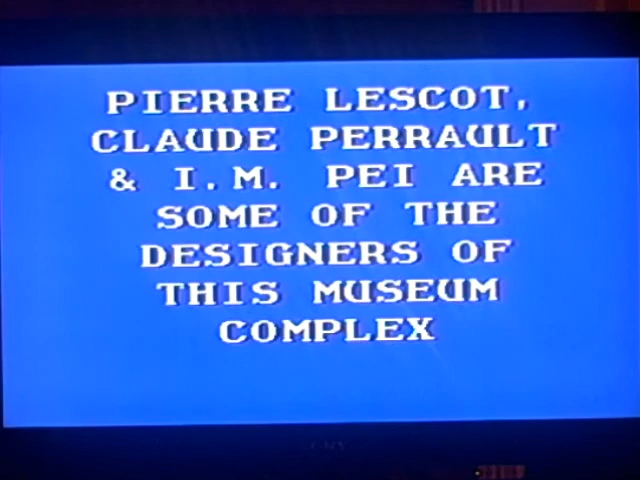 PIERRE LESCOT,
CLAUDE PERRAULT
& I.M. PEI ARE
SOME OF THE
DESIGNERS OF
THIS MUSEUM
COMPLEX